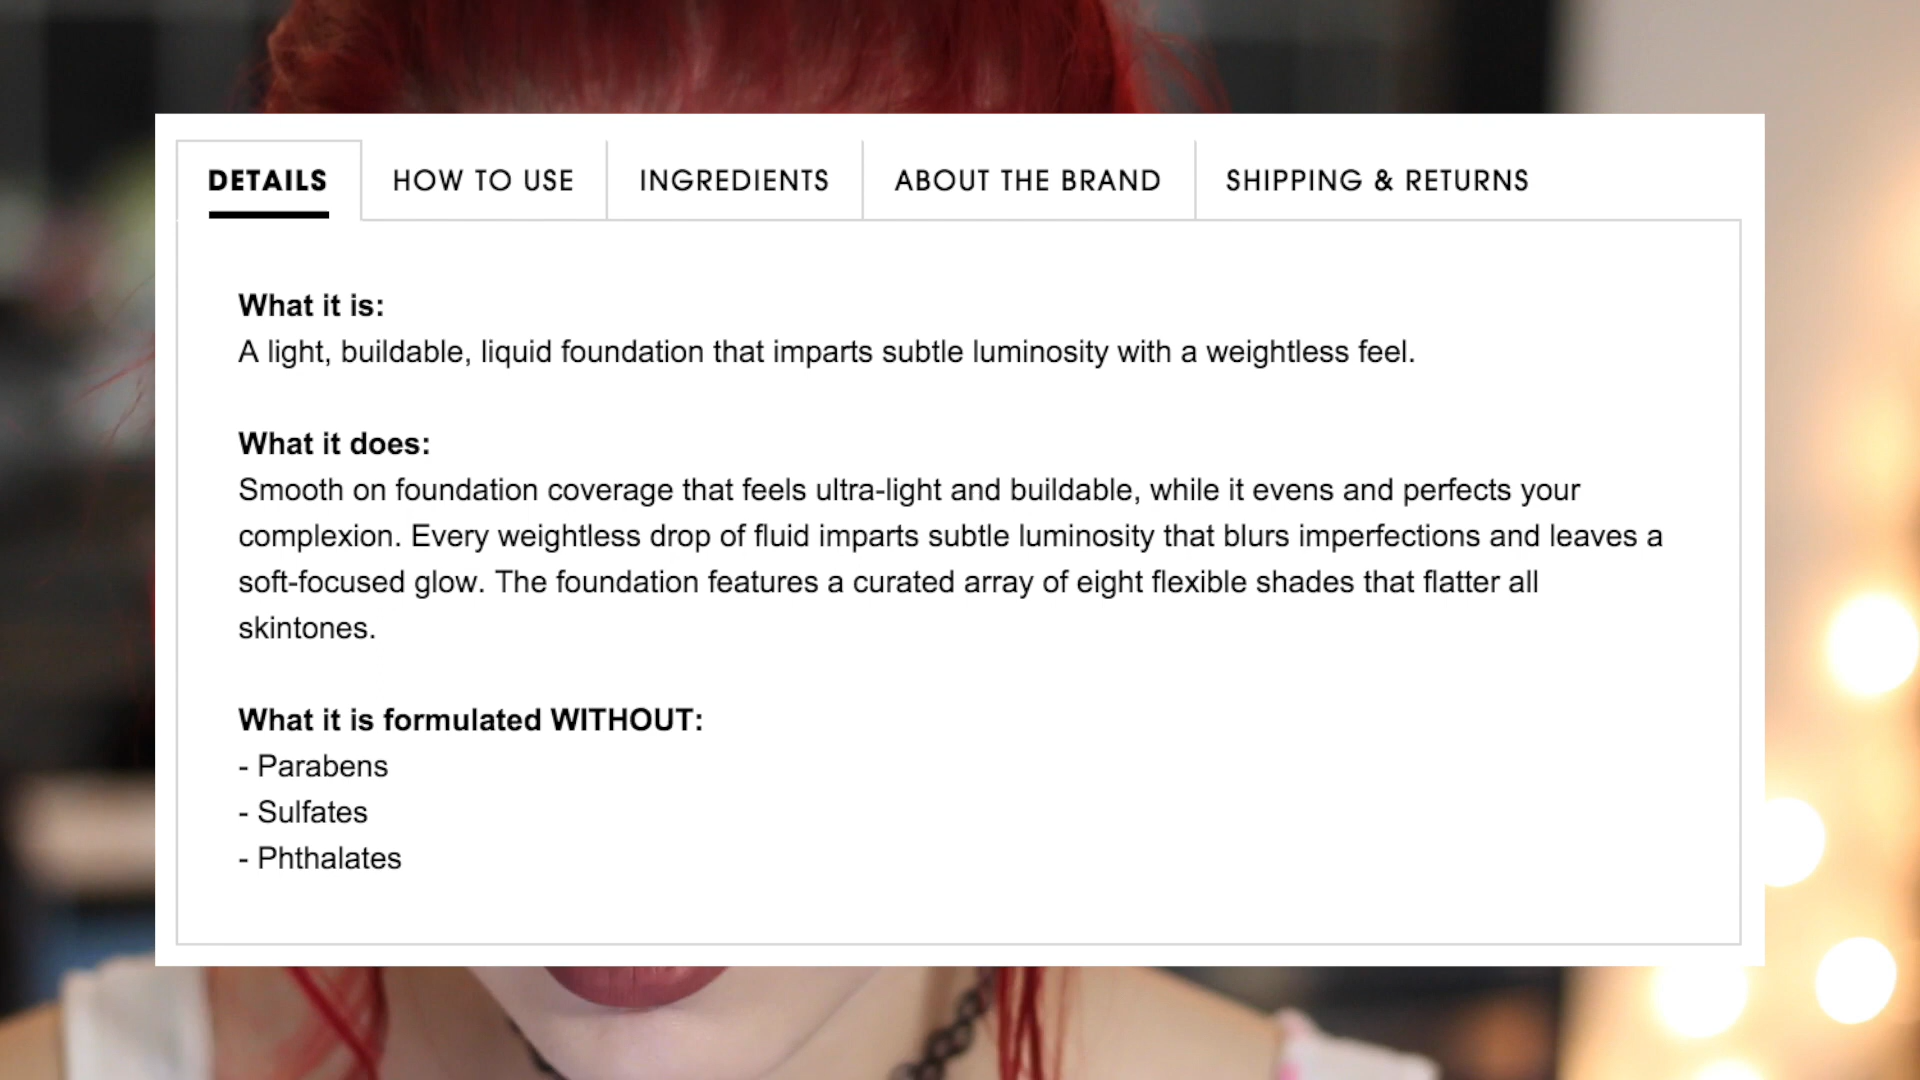 DETAILS HOW TO USE INGREDIENTS ABOUT THE BRAND SHIPPING & RETURNS
What it is:
A light, buildable, liquid foundation that imparts subtle luminosity with a weightless feel.
What it does:
Smooth on foundation coverage that feels ultra-light and buildable, while it evens and perfects your
complexion. Every weightless drop of fluid imparts subtle luminosity that blurs imperfections and leaves a
soft-focused glow. The foundation features a curated array of eight flexible shades that flatter all
skintones.
What it is formulated WITHOUT:
- Parabens
- Sulfates
- Phthalates